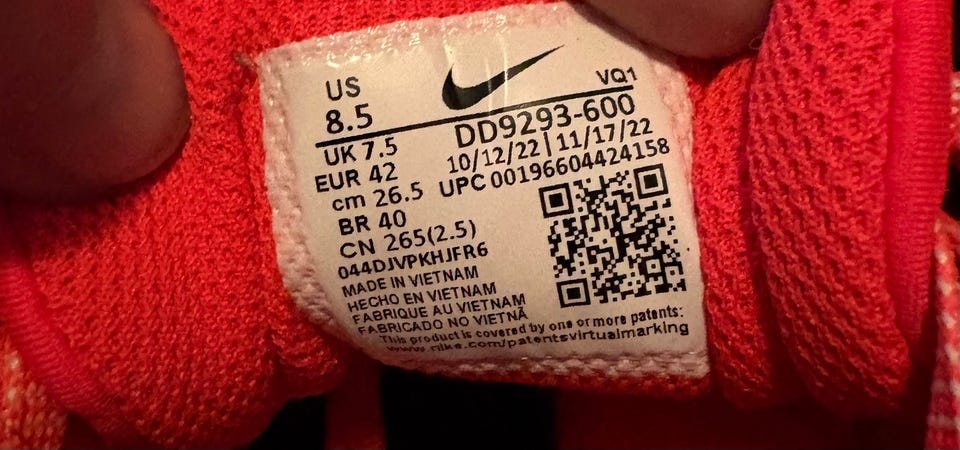 US
8.5
VQ1
UK 7.5
DD9293-600
EUR 42
10/12/22 | 11/17/22
cm 26.5
UPC 00196604424158
BR 40
CN 265(2.5)
044DJVPKHJFR6
MADE IN VIETNAM
HECHO EN VIETNAM
FABRIQUE AU VIETNAM
FABRICADO NO VIETNÃ
This product is covered by one or more patents:
www.nike.com/patentsvirtualmarking